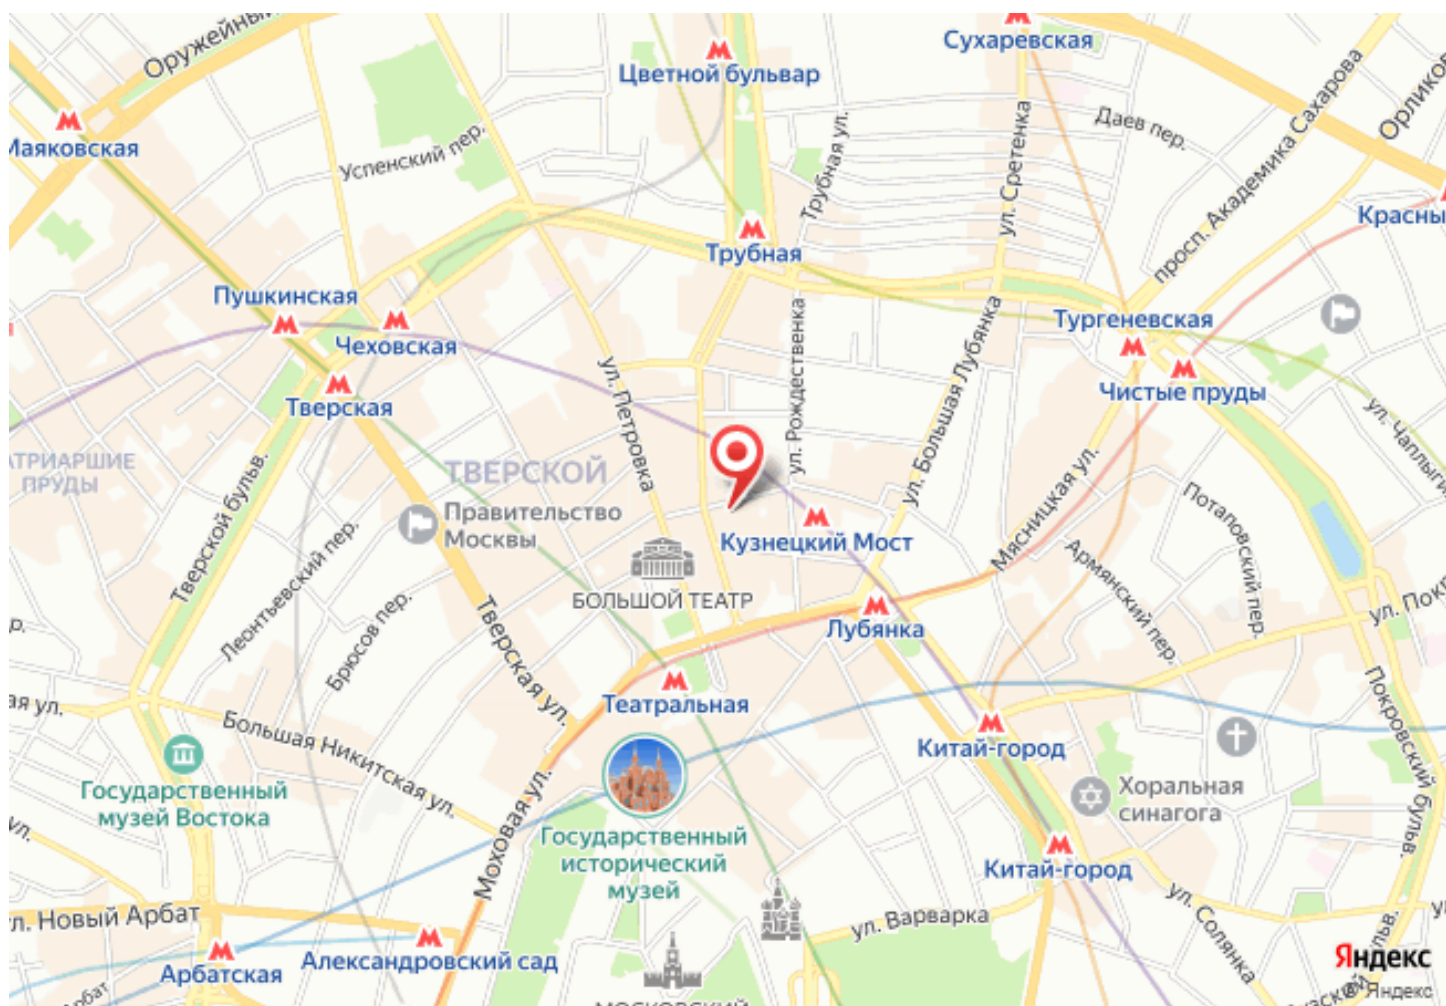 Оружейный
Цветной бульвар
Сухаревская
Маяковская
Успенский пер.
Трубная ул.
Даев пер.
просп. Академика Сахарова
ул. Сретенка
Трубная
Пушкинская
Чеховская
Тверская
ул. Петровка
ул. Рождественка
ул. Большая Лубянка
Тургеневская
Чистые пруды
ПРУДЫ
ТВЕРСКОЙ
Тверской бульв.
Правительство
Москвы
Леонтьевский пер.
Брюсов пер.
Кузнецкий Мост
Мясницкая ул.
Потаповский пер.
Армянский пер.
БОЛЬШОЙ ТЕАТР
Лубянка
Тверская ул.
Театральная
Большая Никитская ул.
Китай-город
Покровский бульв.
Государственный
музей Востока
Хоральная
синагога
Моховая ул.
Государственный
исторический
музей
Китай-город
ул. Новый Арбат
ул. Варварка
ул. Солянка
Арбатская
Александровский сад
МОСКОВСКИЙ
Яндекс
© Яндекс